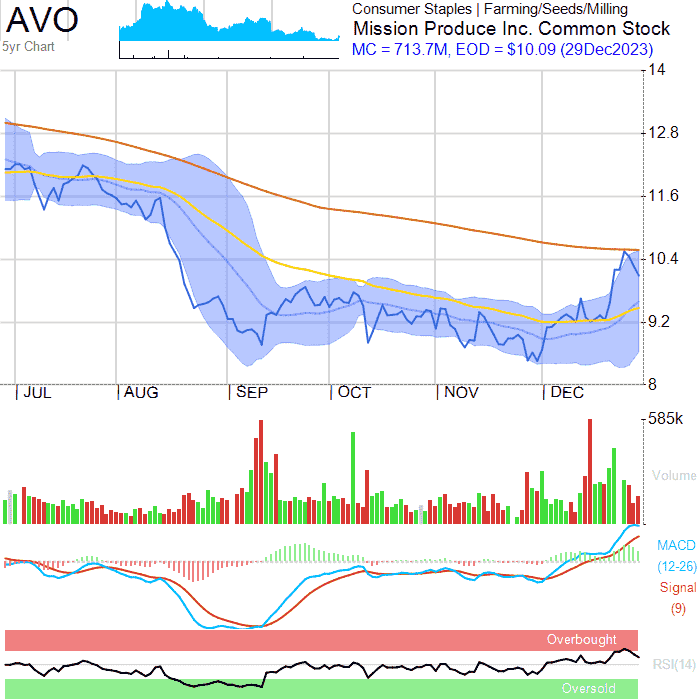 AVO
5yr Chart
Consumer Staples | Farming/Seeds/Milling
Mission Produce Inc. Common Stock
MC = 713.7M, EOD = $10.09 (29Dec2023)
14
12.8
11.6
10.4
9.2
8
JUL
AUG
SEP
OCT
NOV
DEC
585k
Volume
MACD
(12-26)
Signal
(9)
Overbought
RSI(14)
Oversold